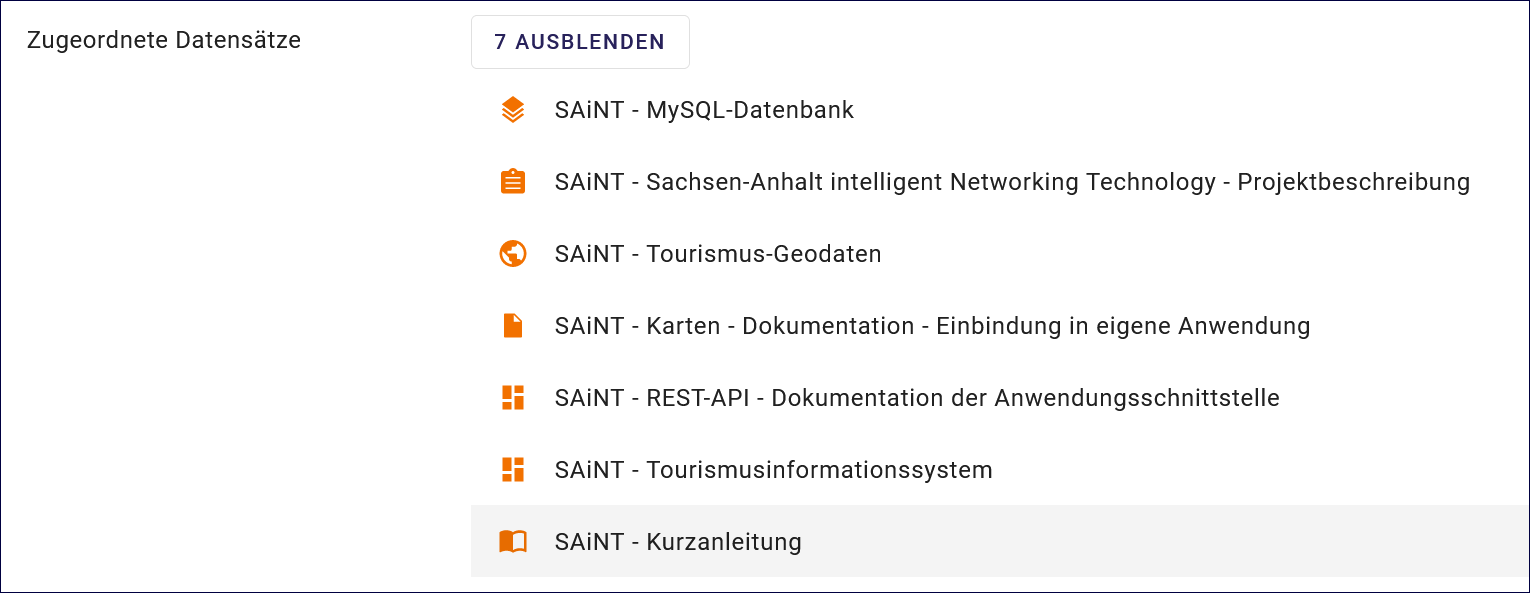 Zugeordnete Datensätze
7 AUSBLENDEN
SAiNT - MySQL-Datenbank
SAiNT - Sachsen-Anhalt intelligent Networking Technology - Projektbeschreibung
SAiNT - Tourismus-Geodaten
SAiNT - Karten - Dokumentation - Einbindung in eigene Anwendung
SAiNT - REST-API - Dokumentation der Anwendungsschnittstelle
SAiNT - Tourismusinformationssystem
SAiNT - Kurzanleitung